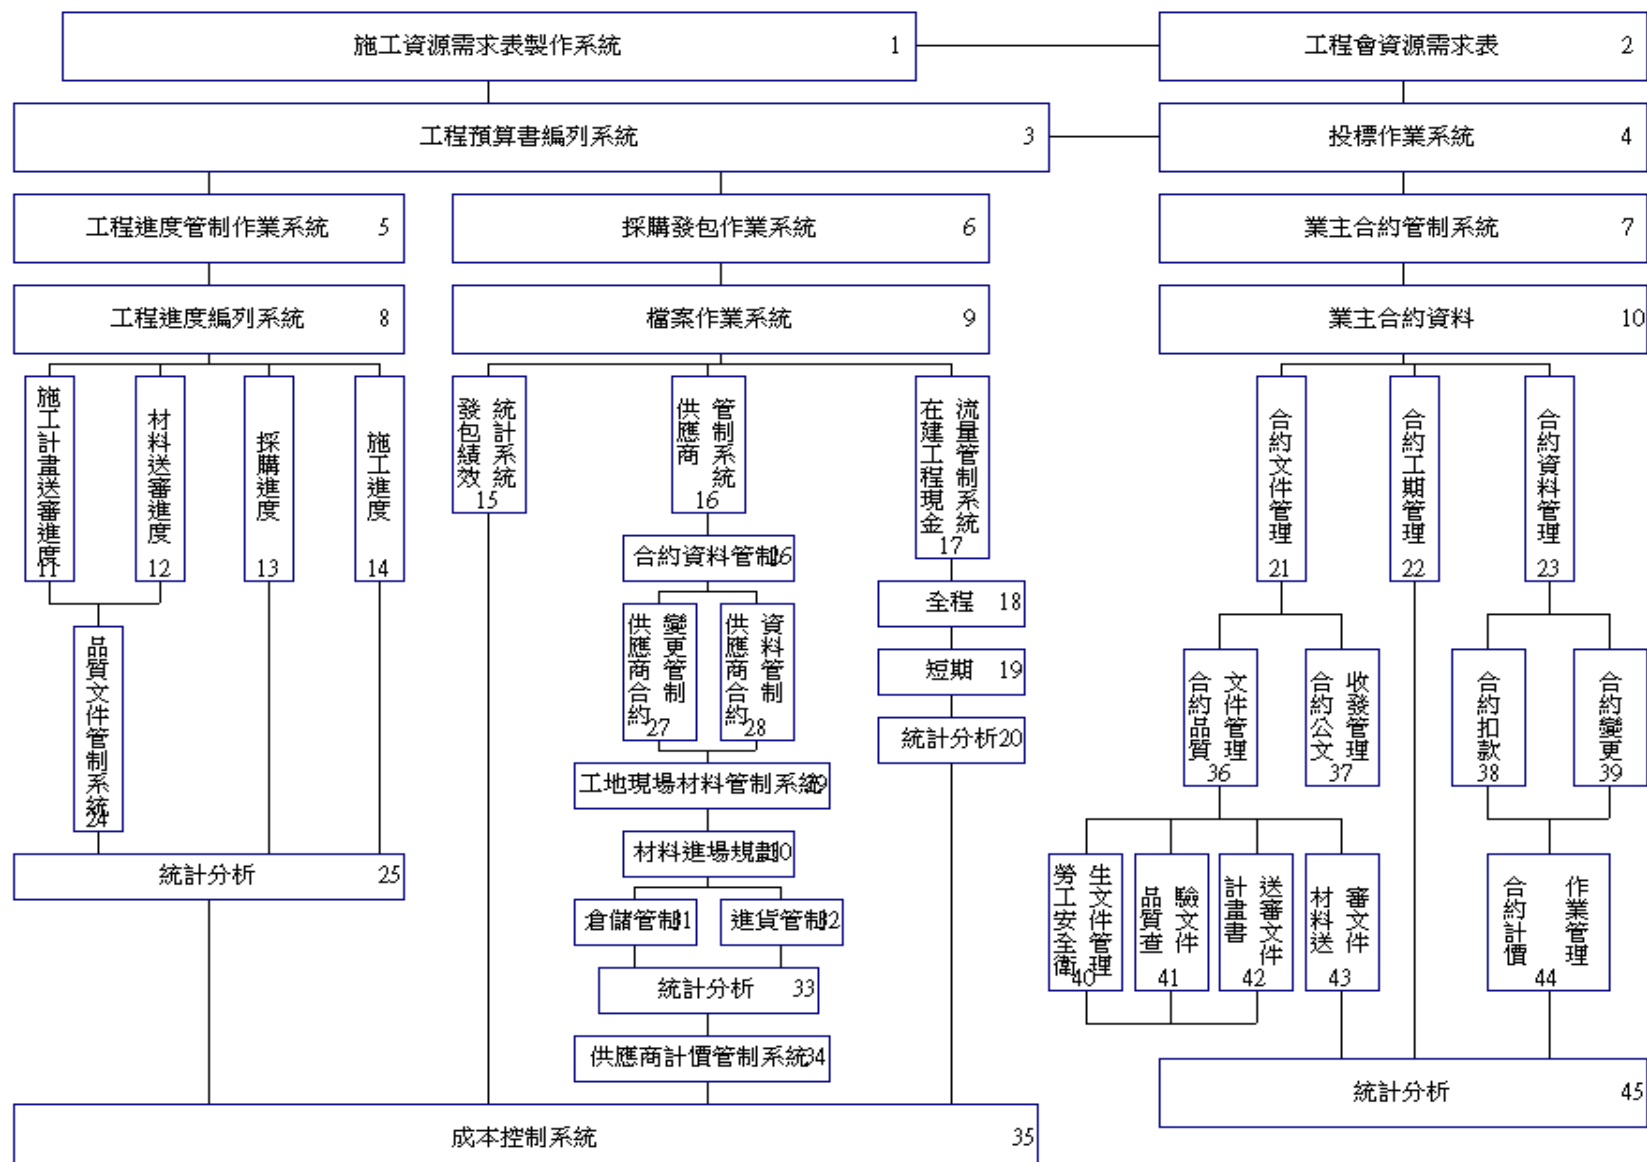 施工資源需求表製作系統 1
工程會資源需求表 2
工程預算書編列系統 3
投標作業系統 4
工程進度管制作業系統 5
採購發包作業系統 6
業主合約管制系統 7
工程進度編列系統 8
檔案作業系統 9
業主合約資料 10
施工計畫送審進度 11
材料送審進度 12
採購進度 13
施工進度 14
發包績效
統計系統
15
供應商
管制系統
16
在建工程現金
流量管制系統
17
合約文件管理 21
合約工期管理 22
合約資料管理 23
合約資料管制 26
全程 18
供應商合約
變更管制
27
供應商合約
資料管制
28
短期 19
統計分析 20
品質文件管制系統 24
合約品質
文件管理
36
合約公文
收發管理
37
合約扣款 38
合約變更 39
工地現場材料管制系統9
材料進場規劃0
統計分析 25
倉儲管制1
進貨管制2
勞工安全衛
生文件管理
40
品質查
驗文件
41
計畫書
送審文件
42
材料送
審文件
43
合約計價
作業管理
44
統計分析 33
供應商計價管制系統34
統計分析 45
成本控制系統 35